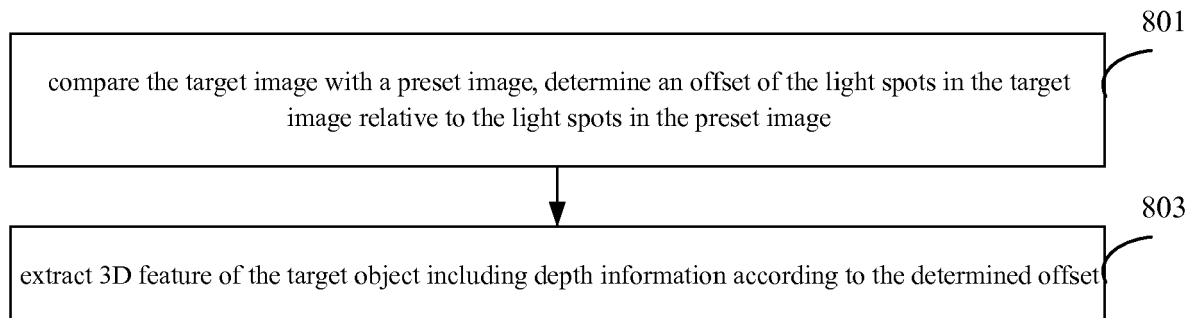 801
compare the target image with a preset image, determine an offset of the light spots in the target
image relative to the light spots in the preset image
803
extract 3D feature of the target object including depth information according to the determined offset